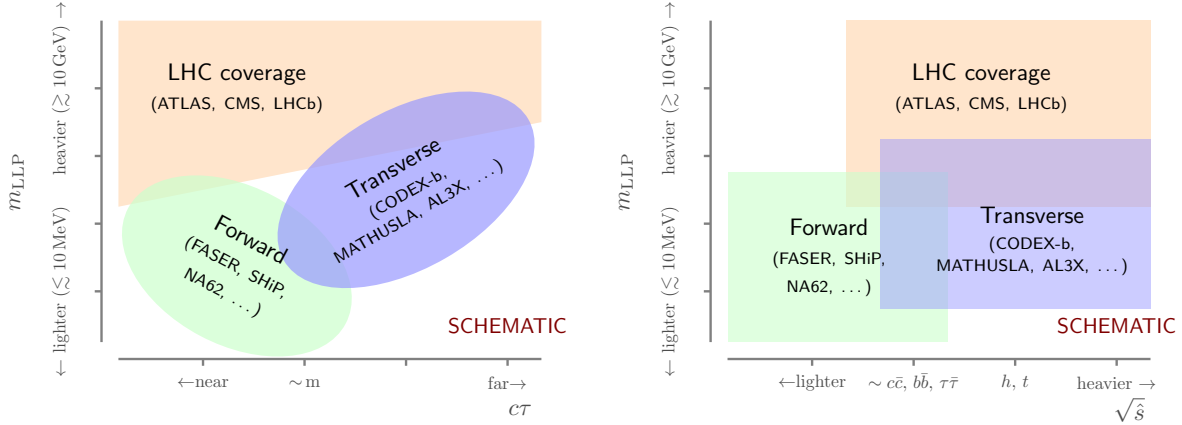 heavier (≳ 10 GeV) →
← lighter (≲ 10 MeV)
m_LLP
LHC coverage
(ATLAS, CMS, LHCb)
Transverse
(CODEX-b,
MATHUSLA, AL3X, . . . )
Forward
(FASER, SHiP,
NA62, . . . )
SCHEMATIC
←near
∼ m
far→
cτ
heavier (≳ 10 GeV) →
← lighter (≲ 10 MeV)
m_LLP
LHC coverage
(ATLAS, CMS, LHCb)
Forward
(FASER, SHiP,
NA62, . . . )
Transverse
(CODEX-b,
MATHUSLA, AL3X, . . . )
SCHEMATIC
←lighter
∼ cc̄, bb̄, ττ̄
h, t
heavier →
√ŝ